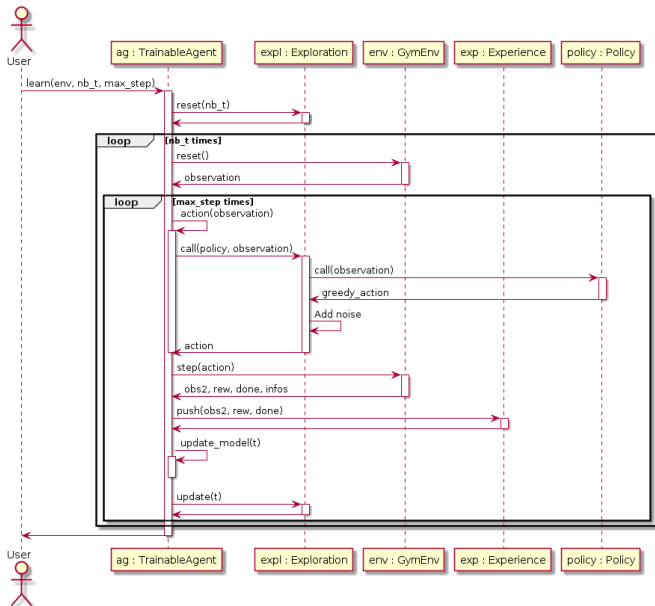 User
ag : TrainableAgent
expl : Exploration
env : GymEnv
exp : Experience
policy : Policy
learn(env, nb_t, max_step)
reset(nb_t)
loop
[nb_t times]
reset()
observation
loop
[max_step times]
action(observation)
call(policy, observation)
call(observation)
greedy_action
Add noise
action
step(action)
obs2, rew, done, infos
push(obs2, rew, done)
update_model(t)
update(t)
User
ag : TrainableAgent
expl : Exploration
env : GymEnv
exp : Experience
policy : Policy